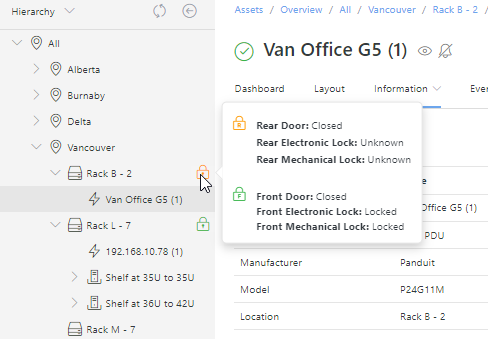 Hierarchy
All
Alberta
Burnaby
Delta
Vancouver
Rack B - 2
Van Office G5 (1)
Rack L - 7
192.168.10.78 (1)
Shelf at 35U to 35U
Shelf at 36U to 42U
Rack M - 7
Assets / Overview / All / Vancouver / Rack B - 2 /
Van Office G5 (1)
Dashboard Layout Information
R
Rear Door: Closed
Rear Electronic Lock: Unknown
Rear Mechanical Lock: Unknown
F
Front Door: Closed
Front Electronic Lock: Locked
Front Mechanical Lock: Locked
Office G5 (1)
PDU
Manufacturer Panduit
Model P24G11M
Location Rack B - 2